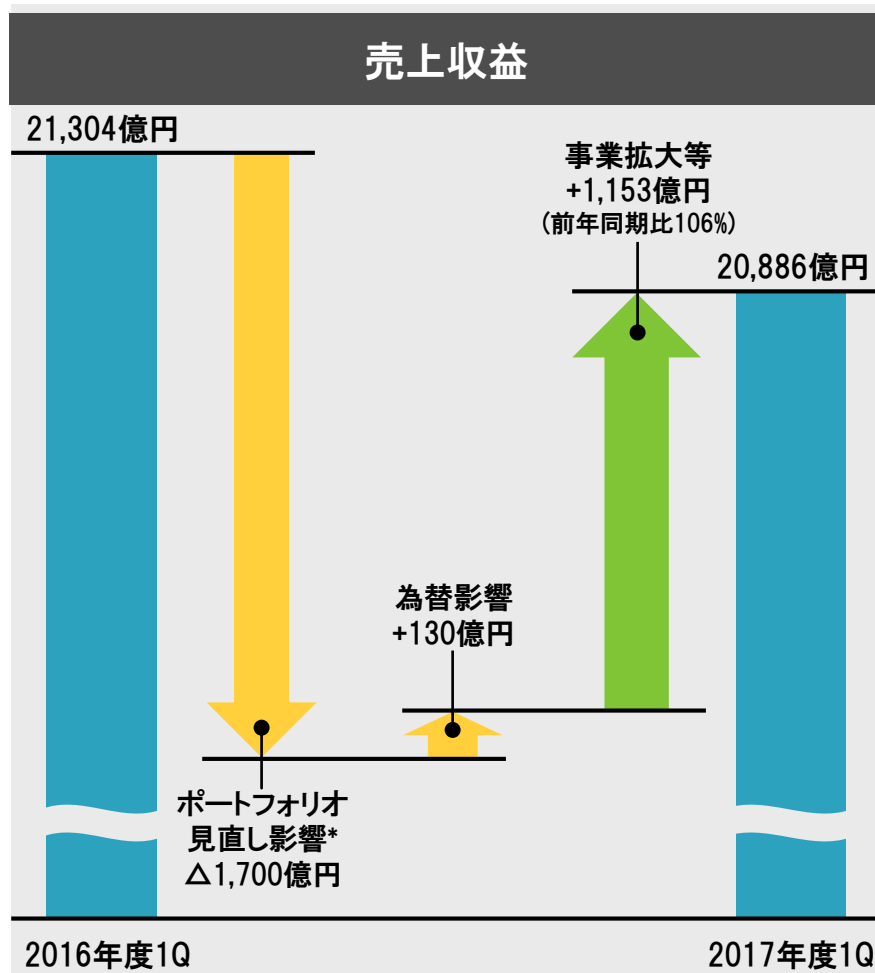 売上収益
21,304億円
事業拡大等
+1,153億円
(前年同期比106%)
20,886億円
為替影響
+130億円
ポートフォリオ
見直し影響*
△1,700億円
2016年度1Q
2017年度1Q